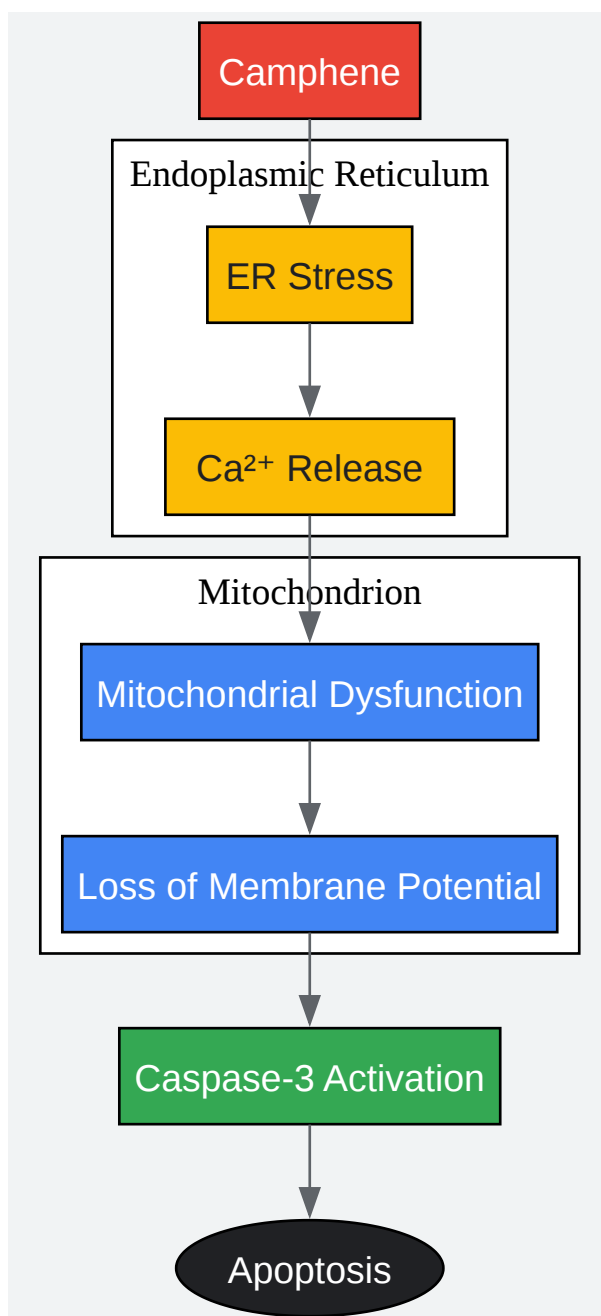 Camphene
Endoplasmic Reticulum
ER Stress
Ca²⁺ Release
Mitochondrion
Mitochondrial Dysfunction
Loss of Membrane Potential
Caspase-3 Activation
Apoptosis